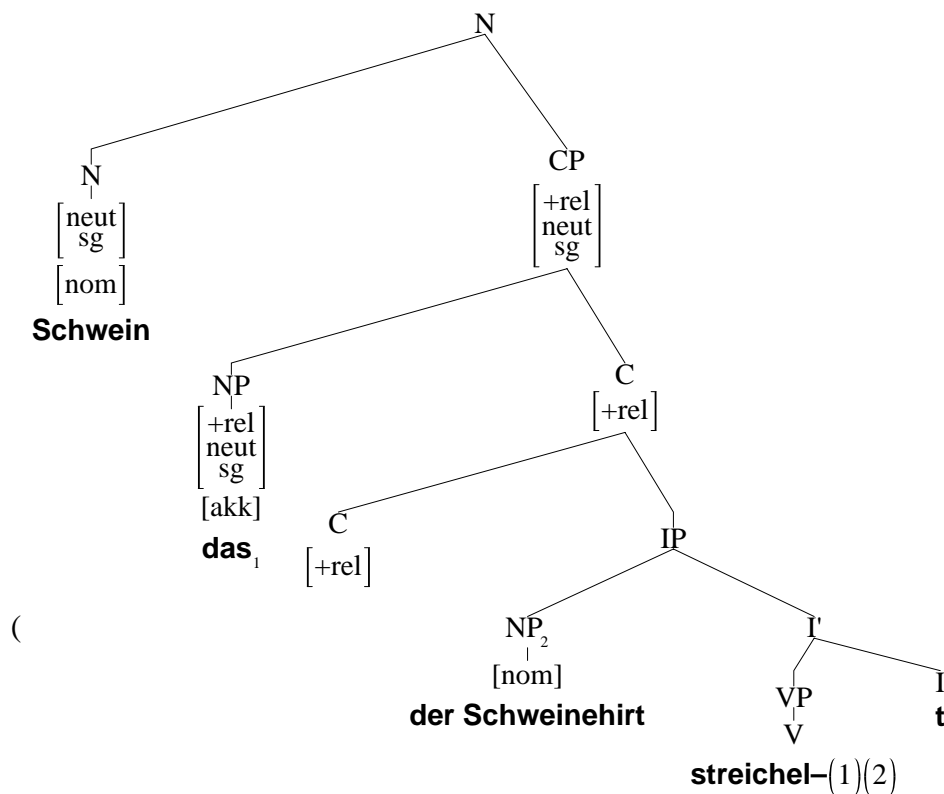 N
N CP
[neut [+rel
sg] neut
[nom] sg]
Schwein
NP C
[+rel [+rel]
neut
sg]
[akk] C
das₁ [+rel] IP
( NP₂ I'
[nom] VP I
der Schweinehirt V t
streichel–(1)(2)